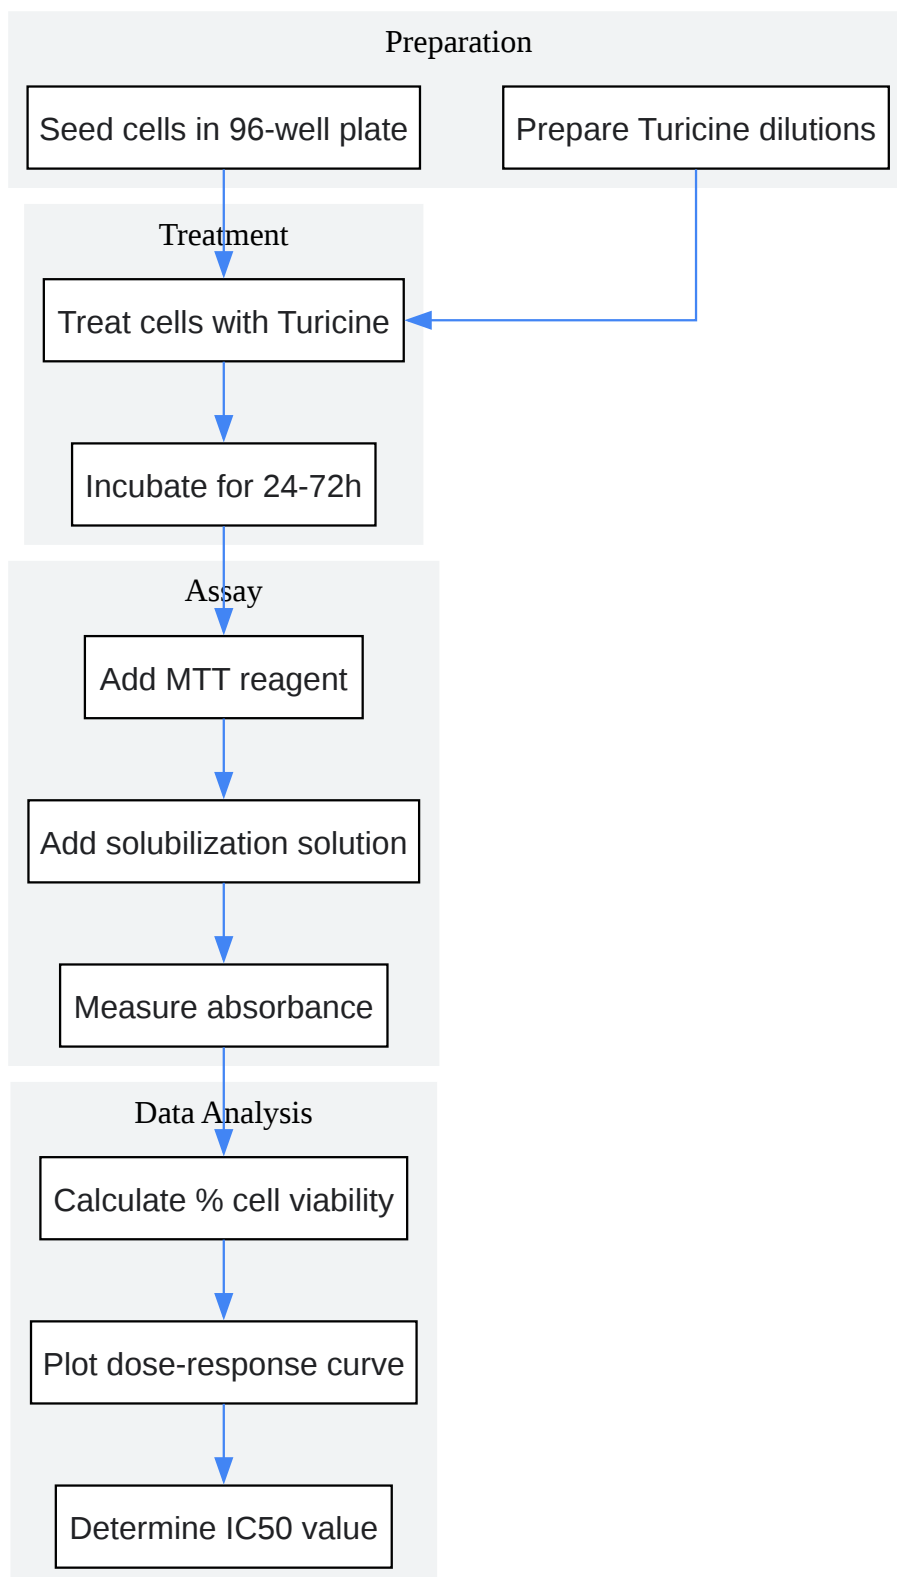 Preparation
Seed cells in 96-well plate
Prepare Turicine dilutions
Treatment
Treat cells with Turicine
Incubate for 24-72h
Assay
Add MTT reagent
Add solubilization solution
Measure absorbance
Data Analysis
Calculate % cell viability
Plot dose-response curve
Determine IC50 value